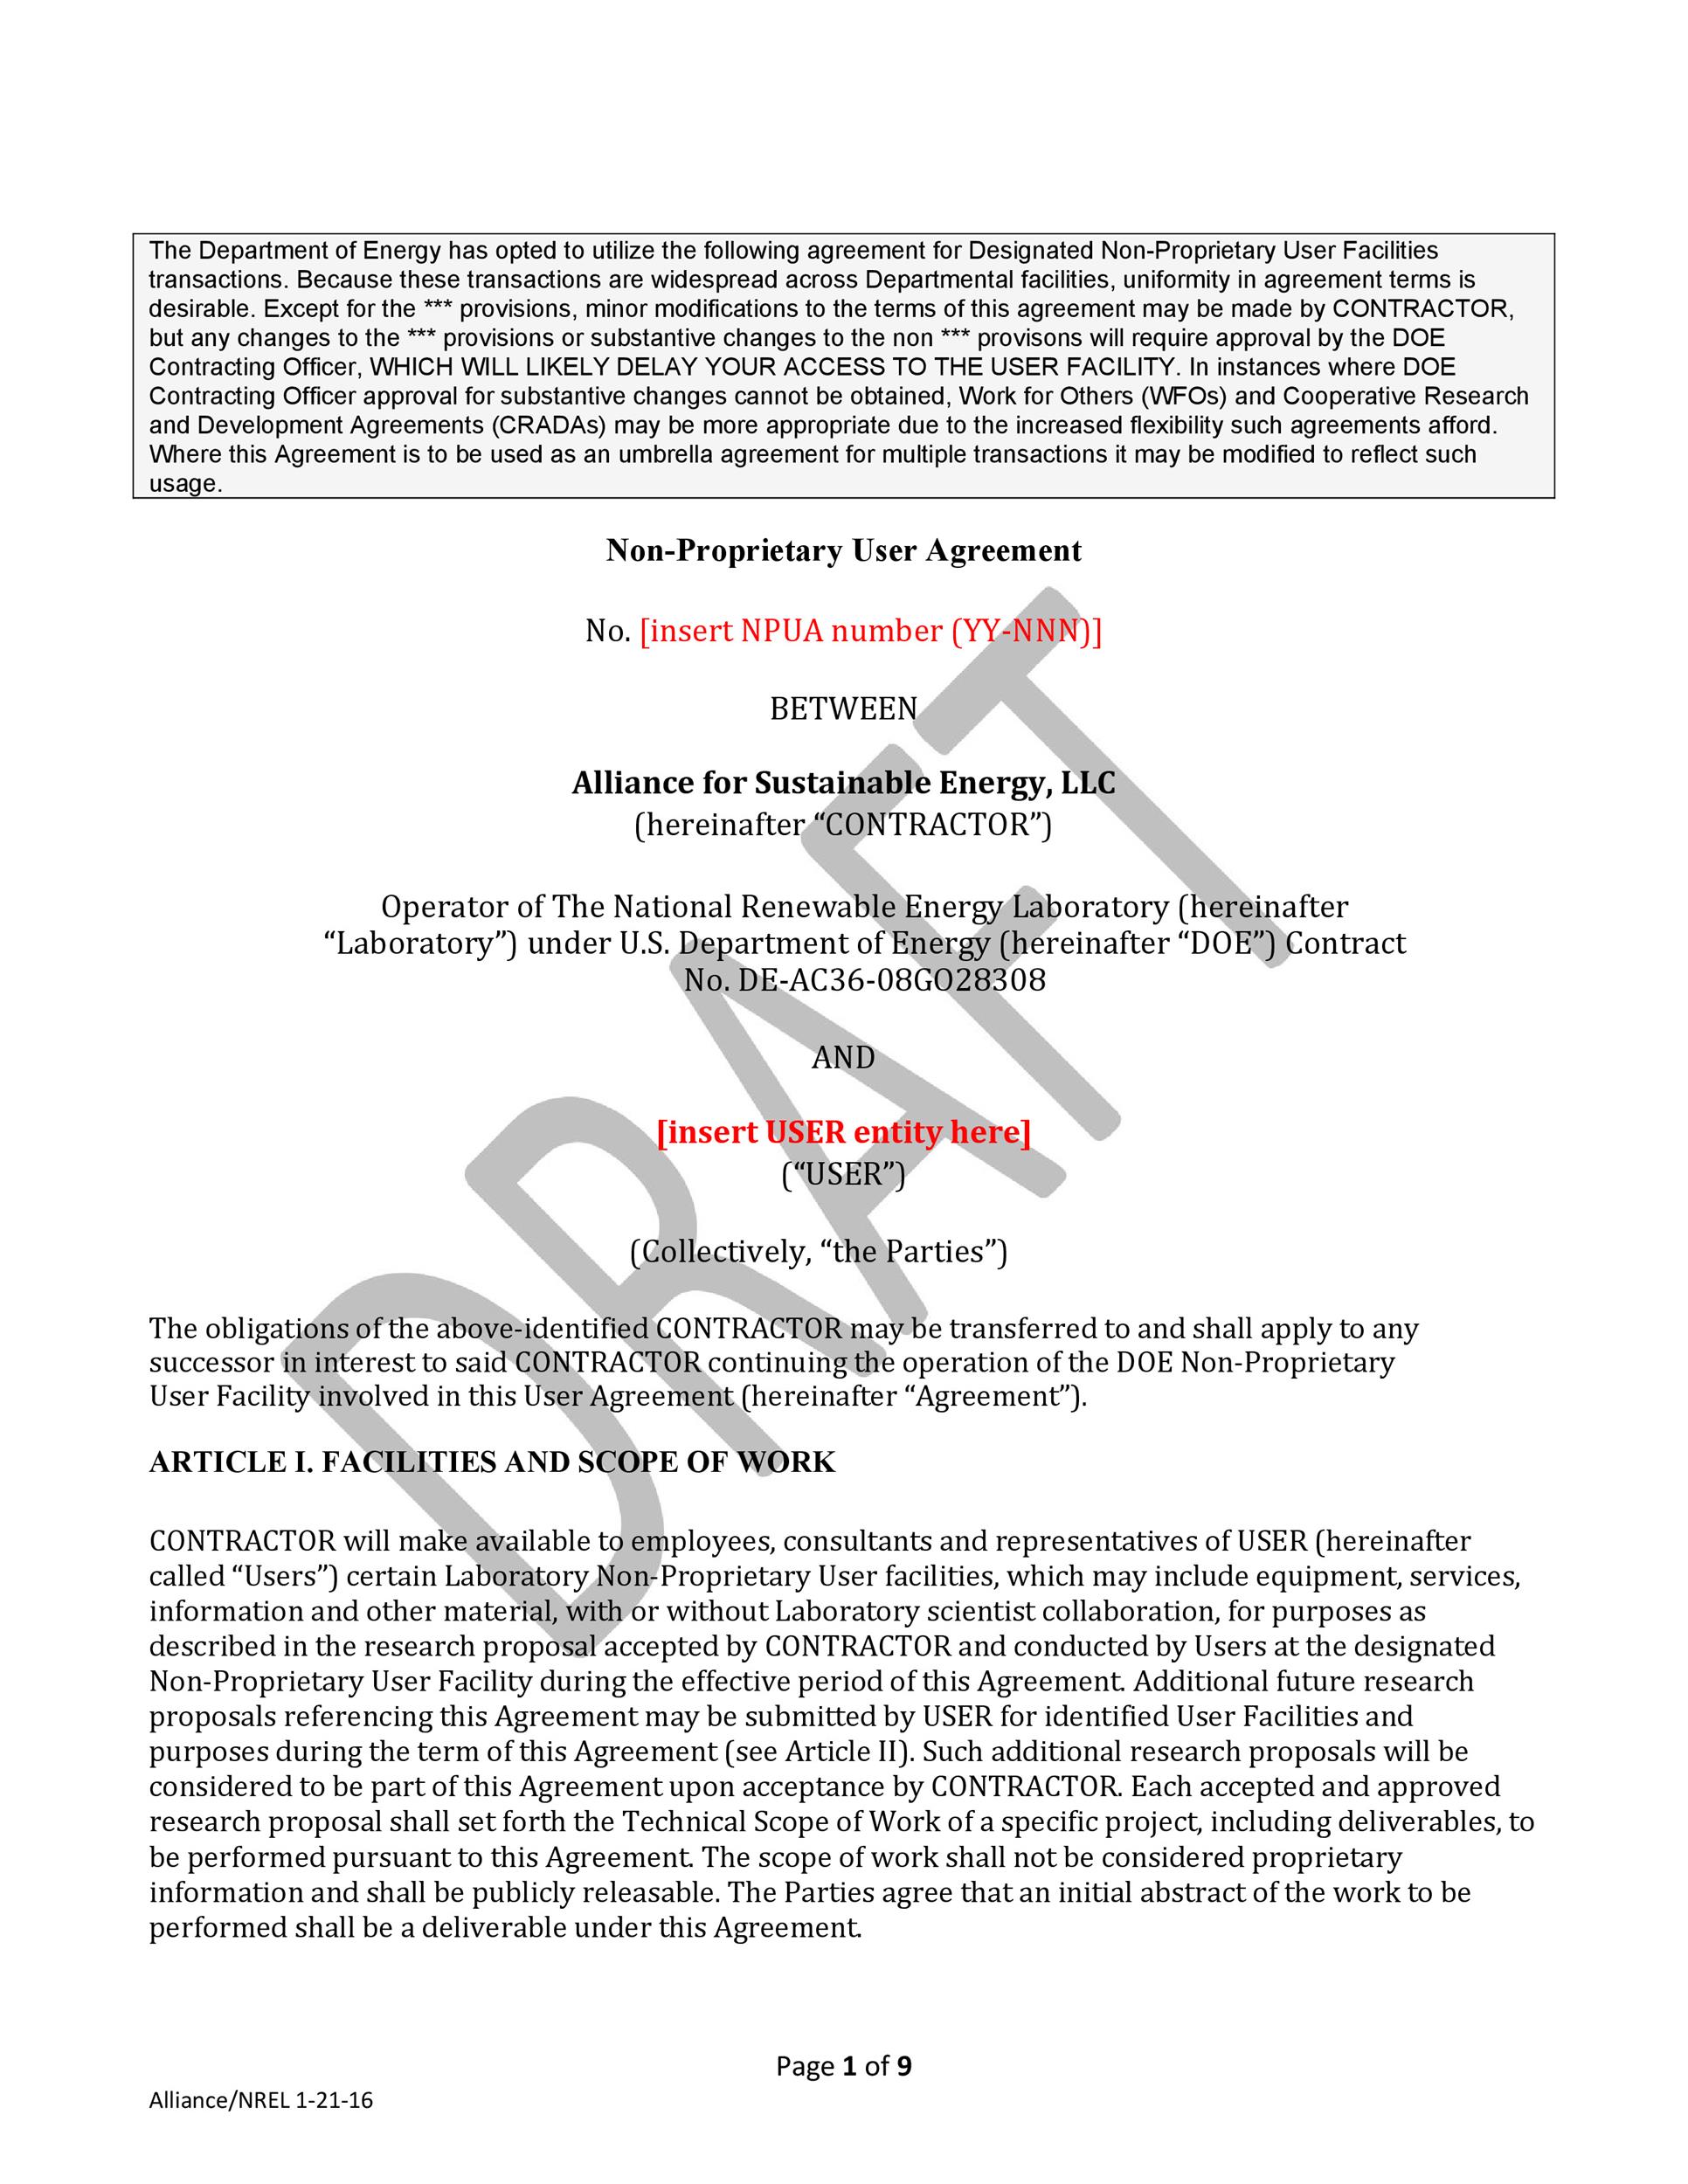 The Department of Energy has opted to utilize the following agreement for Designated Non-Proprietary User Facilities
transactions. Because these transactions are widespread across Departmental facilities, uniformity in agreement terms is
desirable. Except for the *** provisions, minor modifications to the terms of this agreement may be made by CONTRACTOR,
but any changes to the *** provisions or substantive changes to the non *** provisons will require approval by the DOE
Contracting Officer, WHICH WILL LIKELY DELAY YOUR ACCESS TO THE USER FACILITY. In instances where DOE
Contracting Officer approval for substantive changes cannot be obtained, Work for Others (WFOs) and Cooperative Research
and Development Agreements (CRADAs) may be more appropriate due to the increased flexibility such agreements afford.
Where this Agreement is to be used as an umbrella agreement for multiple transactions it may be modified to reflect such
usage.
Non-Proprietary User Agreement
No. [insert NPUA number (YY-NNN)]
BETWEEN
Alliance for Sustainable Energy, LLC
(hereinafter “CONTRACTOR”)
Operator of The National Renewable Energy Laboratory (hereinafter
“Laboratory”) under U.S. Department of Energy (hereinafter “DOE”) Contract
No. DE-AC36-08GO28308
AND
[insert USER entity here]
(“USER”)
(Collectively, “the Parties”)
The obligations of the above-identified CONTRACTOR may be transferred to and shall apply to any
successor in interest to said CONTRACTOR continuing the operation of the DOE Non-Proprietary
User Facility involved in this User Agreement (hereinafter “Agreement”).
ARTICLE I. FACILITIES AND SCOPE OF WORK
CONTRACTOR will make available to employees, consultants and representatives of USER (hereinafter
called “Users”) certain Laboratory Non-Proprietary User facilities, which may include equipment, services,
information and other material, with or without Laboratory scientist collaboration, for purposes as
described in the research proposal accepted by CONTRACTOR and conducted by Users at the designated
Non-Proprietary User Facility during the effective period of this Agreement. Additional future research
proposals referencing this Agreement may be submitted by USER for identified User Facilities and
purposes during the term of this Agreement (see Article II). Such additional research proposals will be
considered to be part of this Agreement upon acceptance by CONTRACTOR. Each accepted and approved
research proposal shall set forth the Technical Scope of Work of a specific project, including deliverables, to
be performed pursuant to this Agreement. The scope of work shall not be considered proprietary
information and shall be publicly releasable. The Parties agree that an initial abstract of the work to be
performed shall be a deliverable under this Agreement.
DRAFT
Page 1 of 9
Alliance/NREL 1-21-16